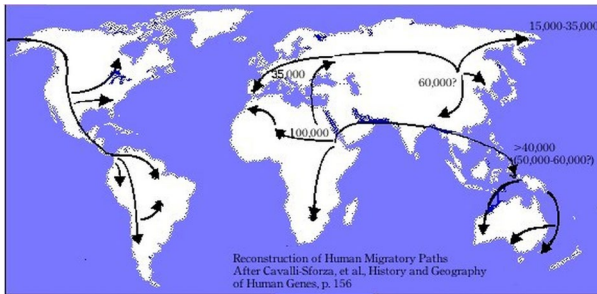 15,000-35,000
35,000
60,000?
100,000
>40,000
(50,000-60,000?)
Reconstruction of Human Migratory Paths
After Cavalli-Sforza, et al., History and Geography
of Human Genes, p. 156